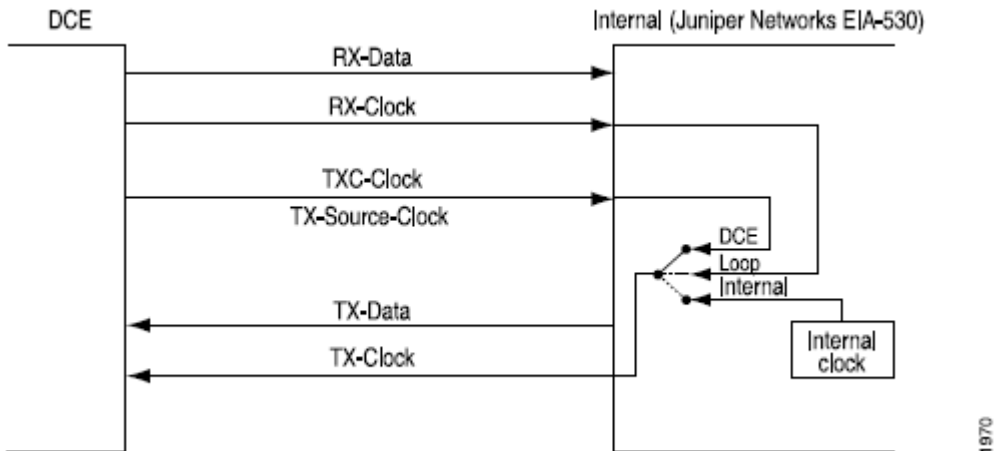 DCE
Internal (Juniper Networks EIA-530)
RX-Data
RX-Clock
TXC-Clock
TX-Source-Clock
DCE
Loop
Internal
TX-Data
TX-Clock
Internal
clock
1970